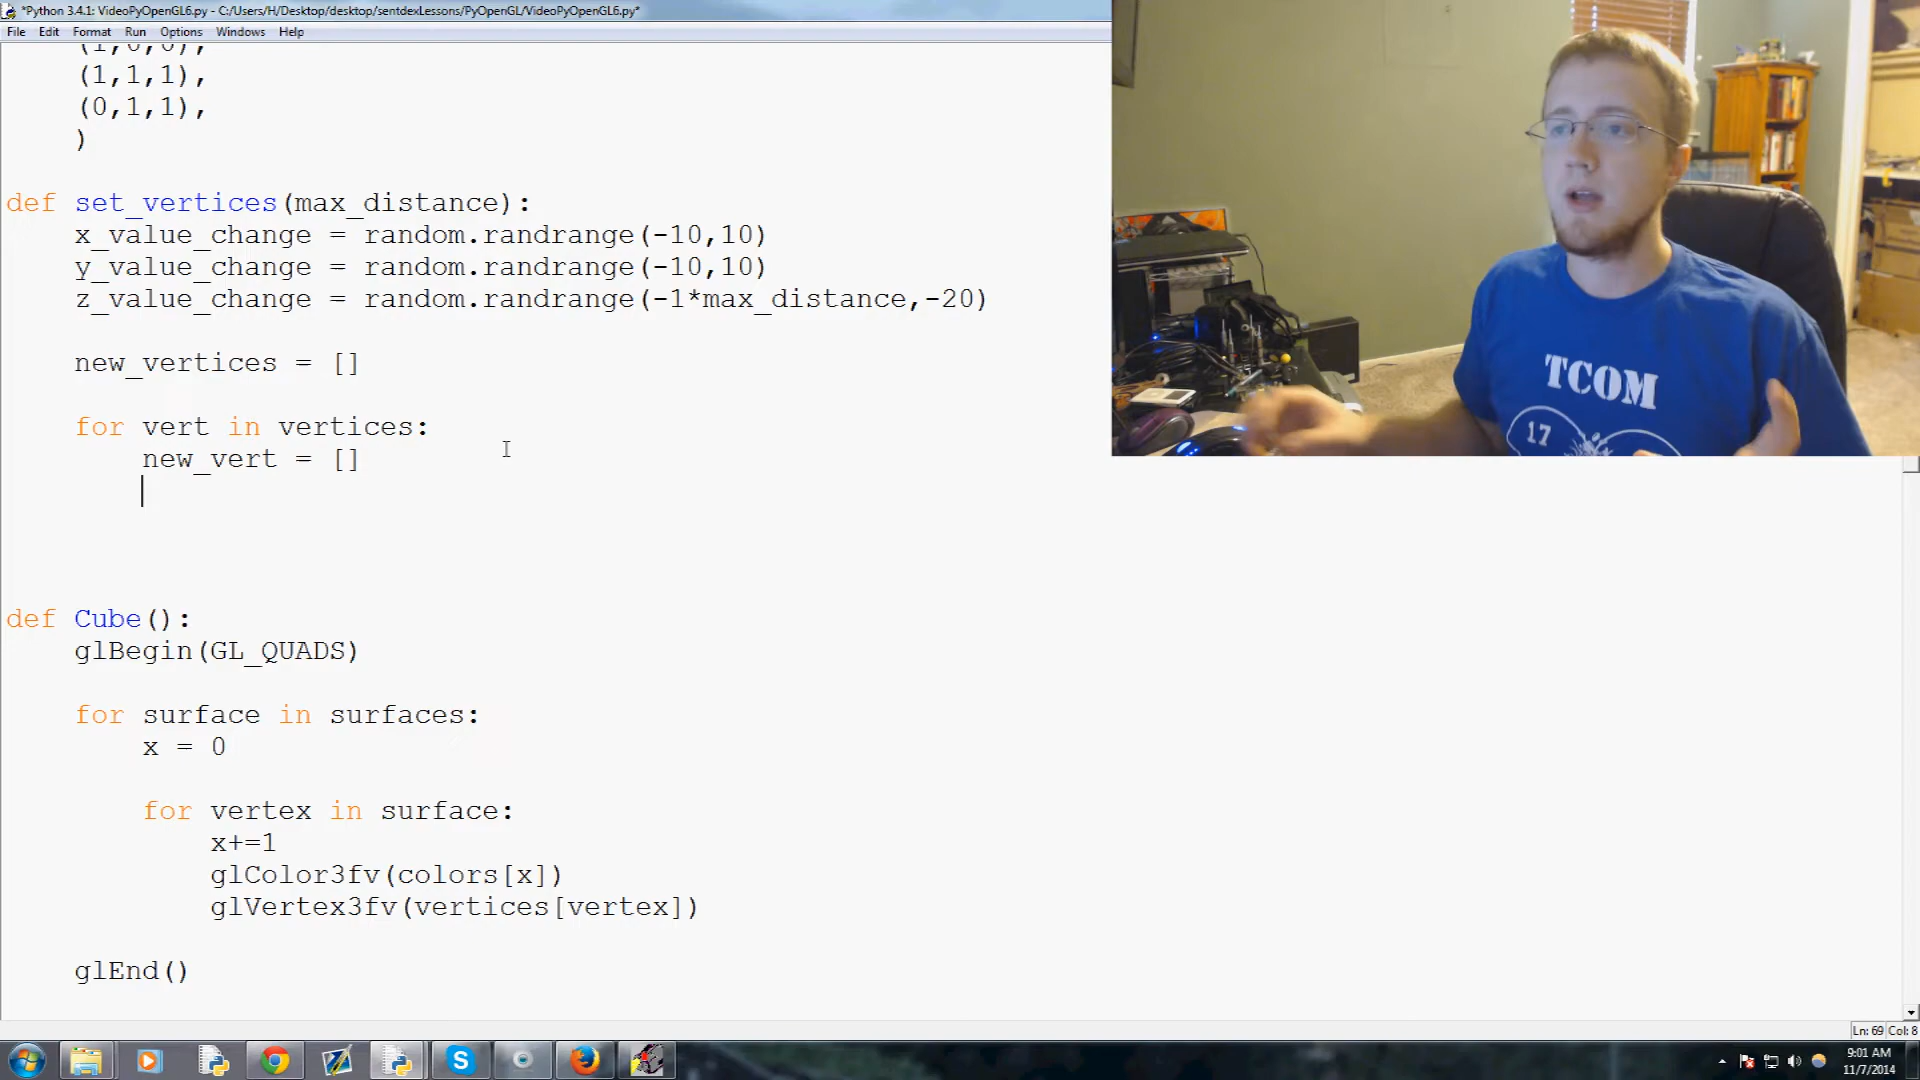 *Python 3.4.1: VideoPyOpenGL6.py - C:/Users/H/Desktop/desktop/sentdexLessons/PyOpenGL/VideoPyOpenGL6.py*
File Edit Format Run Options Windows Help
(1,0,0),
(1,1,1),
(0,1,1),
)
def set_vertices(max_distance):
x_value_change = random.randrange(-10,10)
y_value_change = random.randrange(-10,10)
z_value_change = random.randrange(-1*max_distance,-20)
new_vertices = []
for vert in vertices:
new_vert = []
def Cube():
glBegin(GL_QUADS)
for surface in surfaces:
x = 0
for vertex in surface:
x+=1
glColor3fv(colors[x])
glVertex3fv(vertices[vertex])
glEnd()
TCOM
17
Ln: 69 Col: 8
9:01 AM
11/7/2014